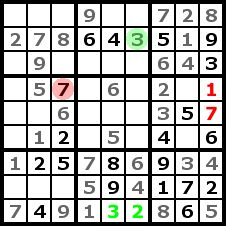 9 7 2 8
2 7 8 6 4 3 5 1 9
9 6 4 3
5 7 6 2 1
6 3 5 7
1 2 5 4 6
1 2 5 7 8 6 9 3 4
5 9 4 1 7 2
7 4 9 1 3 2 8 6 5